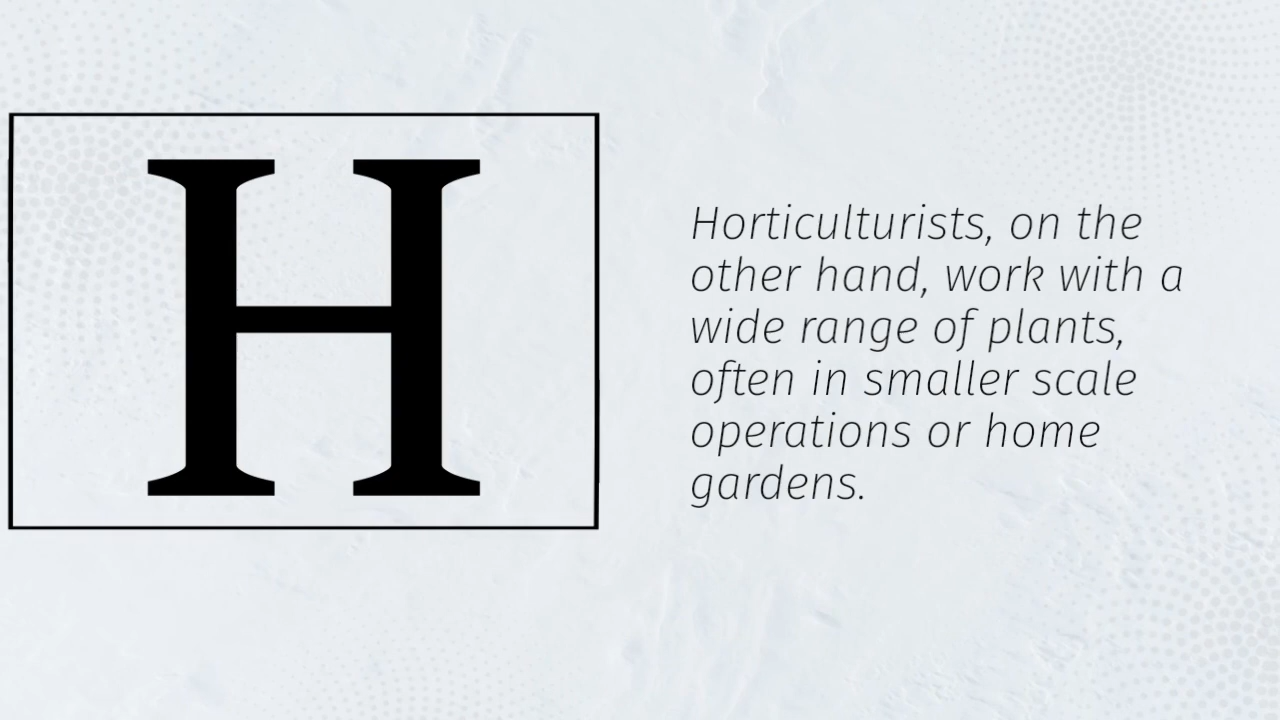 H
Horticulturists, on the
other hand, work with a
wide range of plants,
often in smaller scale
operations or home
gardens.